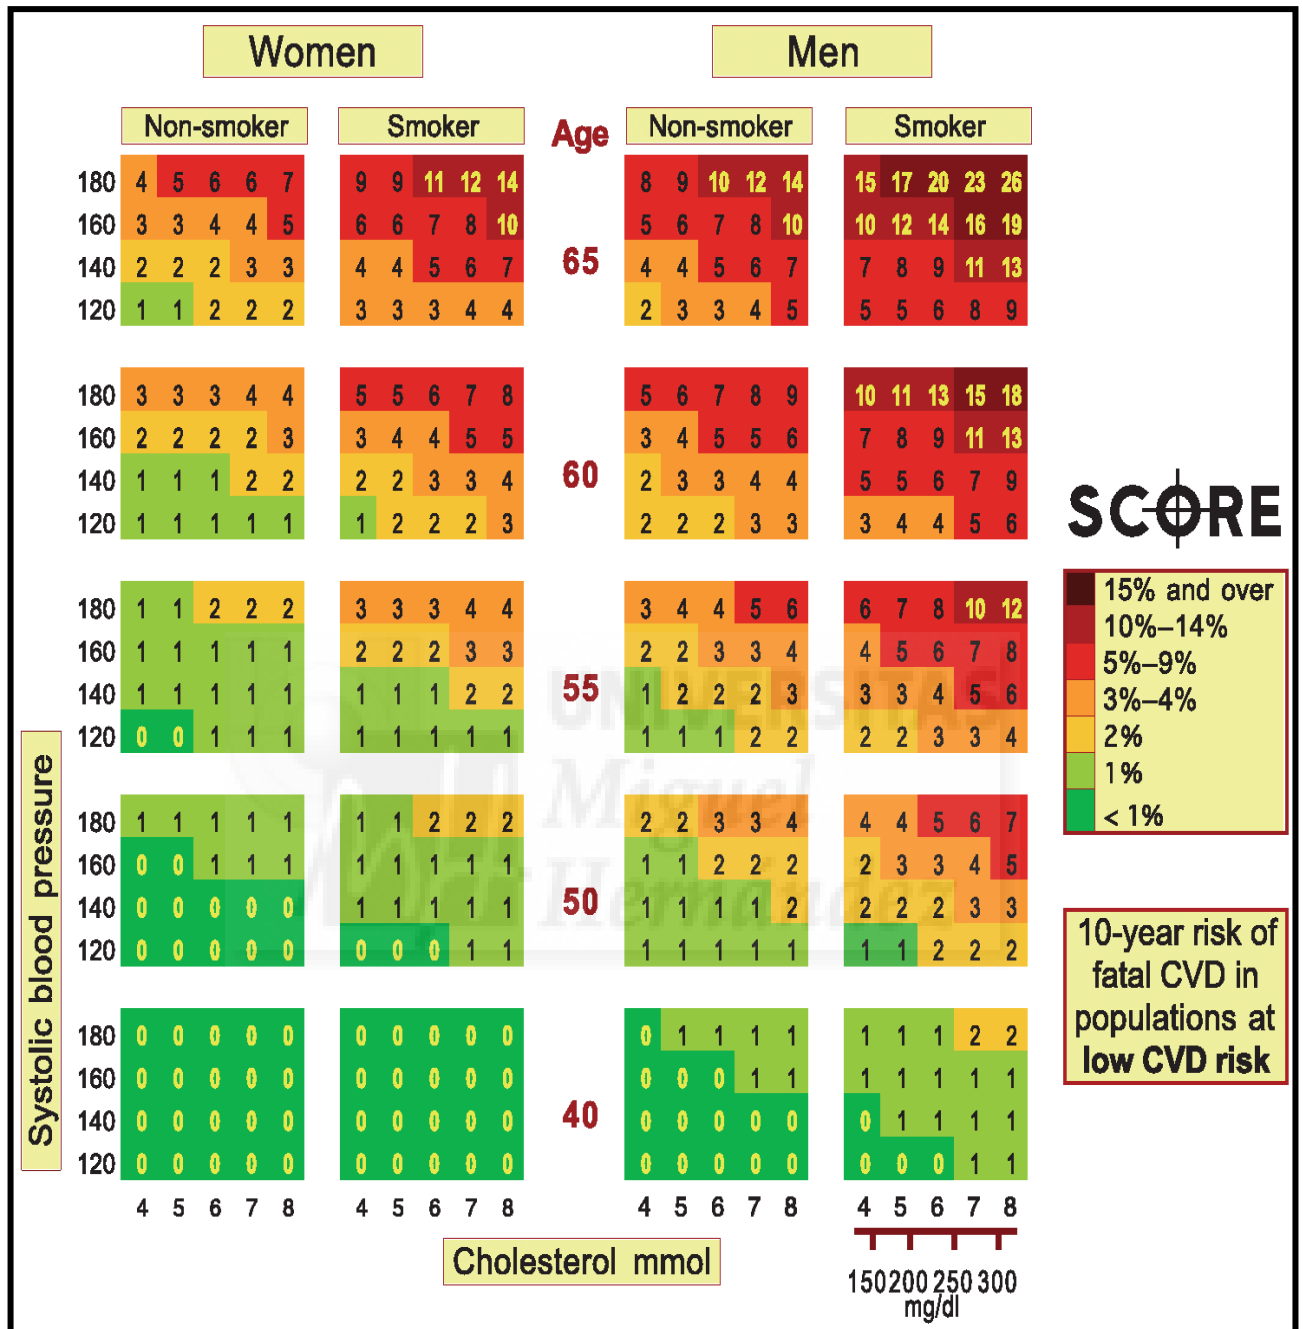 Women Men
Non-smoker Smoker Age Non-smoker Smoker
180 4 5 6 6 7 9 9 11 12 14 8 9 10 12 14 15 17 20 23 26
160 3 3 4 4 5 6 6 7 8 10 5 6 7 8 10 10 12 14 16 19
65
140 2 2 2 3 3 4 4 5 6 7 4 4 5 6 7 7 8 9 11 13
120 1 1 2 2 2 3 3 3 4 4 2 3 3 4 5 5 5 6 8 9
180 3 3 3 4 4 5 5 6 7 8 5 6 7 8 9 10 11 13 15 18
160 2 2 2 2 3 3 4 4 5 5 3 4 5 5 6 7 8 9 11 13
60
140 1 1 1 2 2 2 2 3 3 4 2 3 3 4 4 5 5 6 7 9
120 1 1 1 1 1 1 2 2 2 3 2 2 2 3 3 3 4 4 5 6
180 1 1 2 2 2 3 3 3 4 4 3 4 4 5 6 6 7 8 10 12
160 1 1 1 1 1 2 2 2 3 3 2 2 3 3 4 4 5 6 7 8
55
140 1 1 1 1 1 1 1 1 2 2 1 2 2 2 3 3 3 4 5 6
120 0 0 1 1 1 1 1 1 1 1 1 1 1 2 2 2 2 3 3 4
180 1 1 1 1 1 1 1 2 2 2 2 2 3 3 4 4 4 5 6 7
160 0 0 1 1 1 1 1 1 1 1 1 1 2 2 2 2 3 3 4 5
50
140 0 0 0 0 0 1 1 1 1 1 1 1 1 1 2 2 2 2 3 3
120 0 0 0 0 0 0 0 0 1 1 1 1 1 1 1 1 1 2 2 2
180 0 0 0 0 0 0 0 0 0 0 0 1 1 1 1 1 1 1 2 2
160 0 0 0 0 0 0 0 0 0 0 0 0 0 1 1 1 1 1 1 1
40
140 0 0 0 0 0 0 0 0 0 0 0 0 0 0 0 0 1 1 1 1
120 0 0 0 0 0 0 0 0 0 0 0 0 0 0 0 0 0 0 1 1
4 5 6 7 8 4 5 6 7 8 4 5 6 7 8 4 5 6 7 8
Systolic blood pressure
Cholesterol mmol
150 200 250 300
mg/dl
SCORE
15% and over
10%–14%
5%–9%
3%–4%
2%
1%
< 1%
10-year risk of
fatal CVD in
populations at
low CVD risk
UNIVERSITAS
Miguel
Hernández